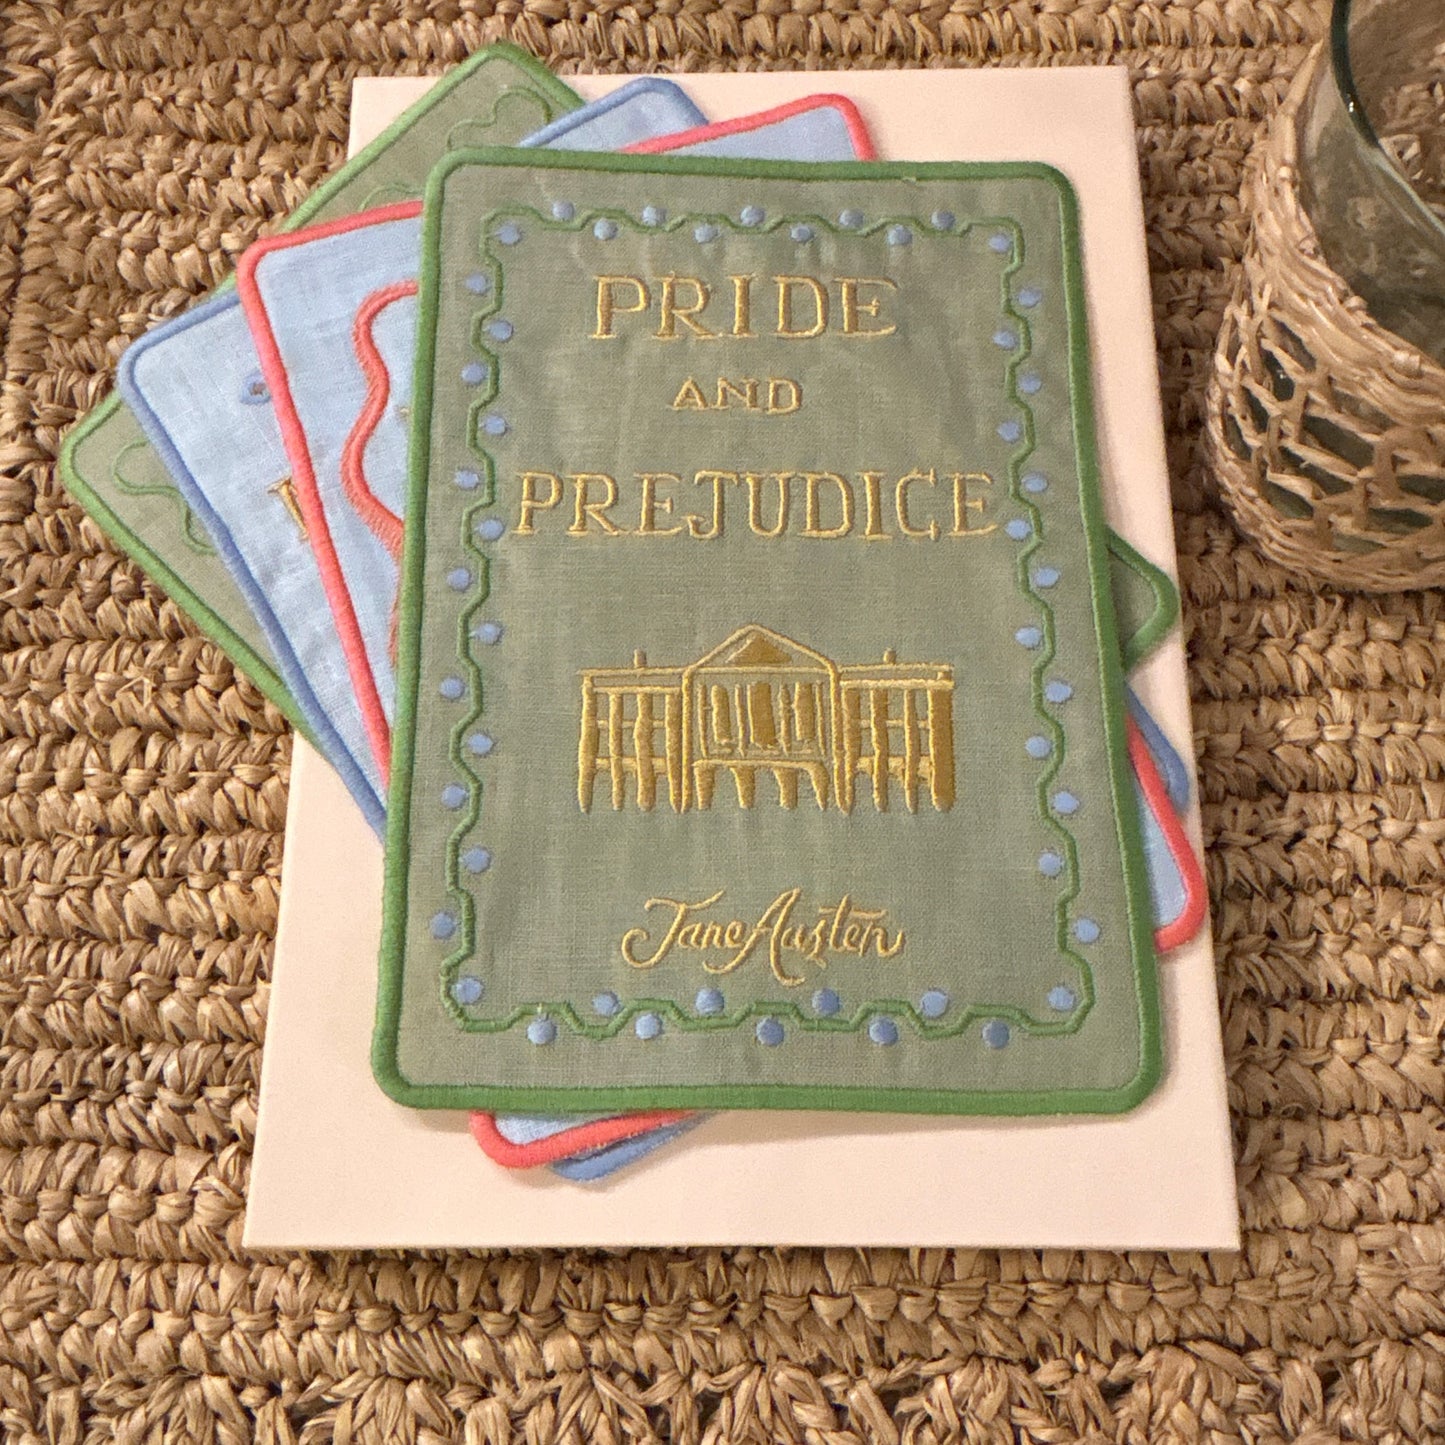 PRIDE
AND
PREJUDICE
Jane Austen